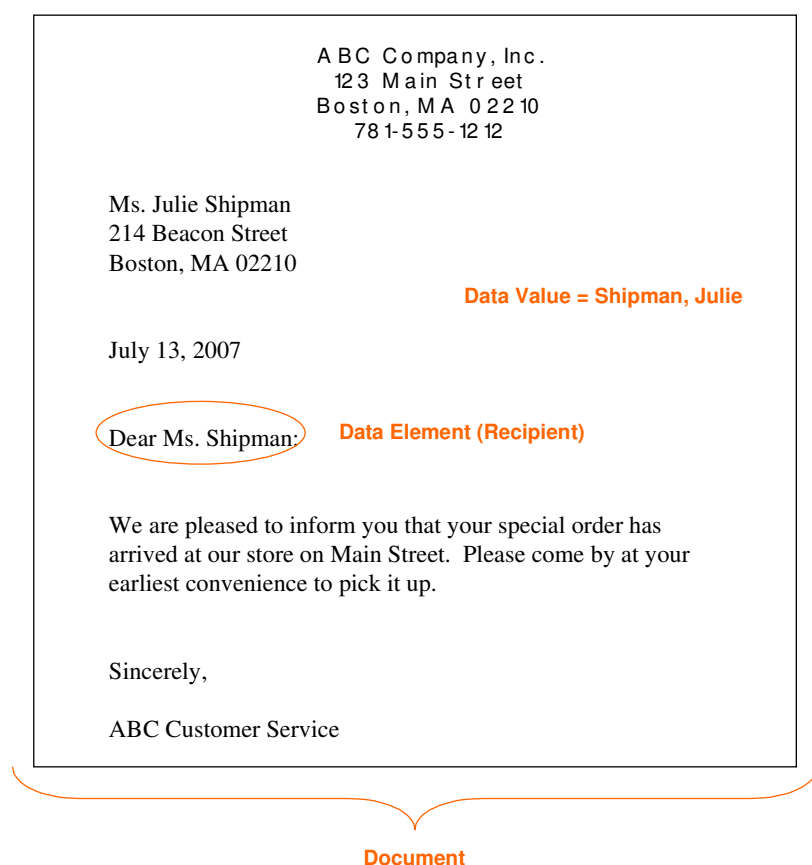 ABC Company, Inc.
123 Main Street
Boston, MA 02210
781-555-1212
Ms. Julie Shipman
214 Beacon Street
Boston, MA 02210
Data Value = Shipman, Julie
July 13, 2007
Dear Ms. Shipman:
Data Element (Recipient)
We are pleased to inform you that your special order has
arrived at our store on Main Street.  Please come by at your
earliest convenience to pick it up.
Sincerely,
ABC Customer Service
Document